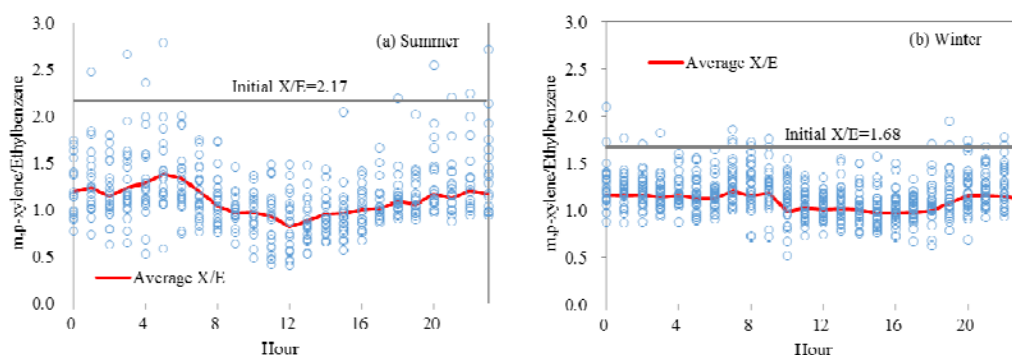 (a) Summer
m,p-xylene/Ethylbenzene
3.0
2.5
2.0
1.5
1.0
0.5
0.0
Initial X/E=2.17
Average X/E
0 4 8 12 16 20
Hour
(b) Winter
m,p-xylene/Ethylbenzene
3.0
2.5
2.0
1.5
1.0
0.5
0.0
Average X/E
Initial X/E=1.68
0 4 8 12 16 20
Hour